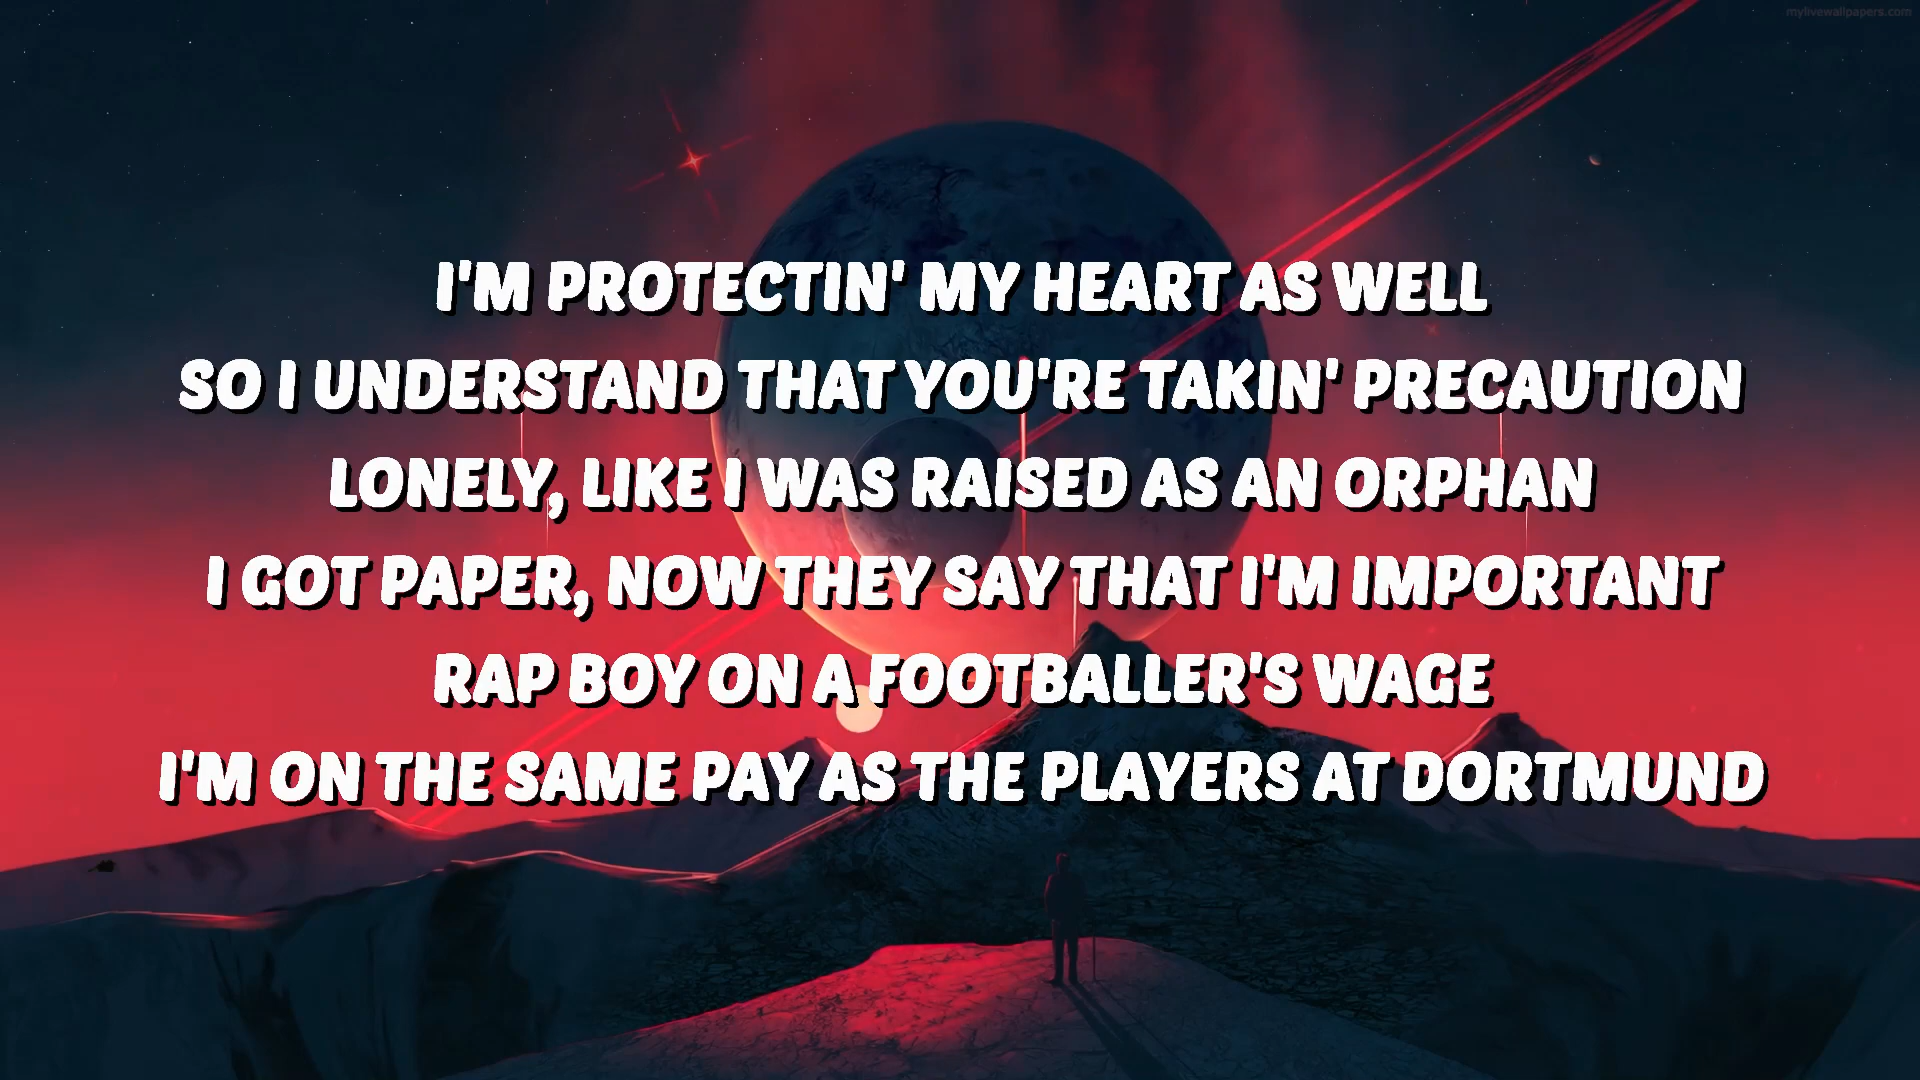 mylivewallpapers.com
I'M PROTECTIN' MY HEART AS WELL
SO I UNDERSTAND THAT YOU'RE TAKIN' PRECAUTION
LONELY, LIKE I WAS RAISED AS AN ORPHAN
I GOT PAPER, NOW THEY SAY THAT I'M IMPORTANT
RAP BOY ON A FOOTBALLER'S WAGE
I'M ON THE SAME PAY AS THE PLAYERS AT DORTMUND